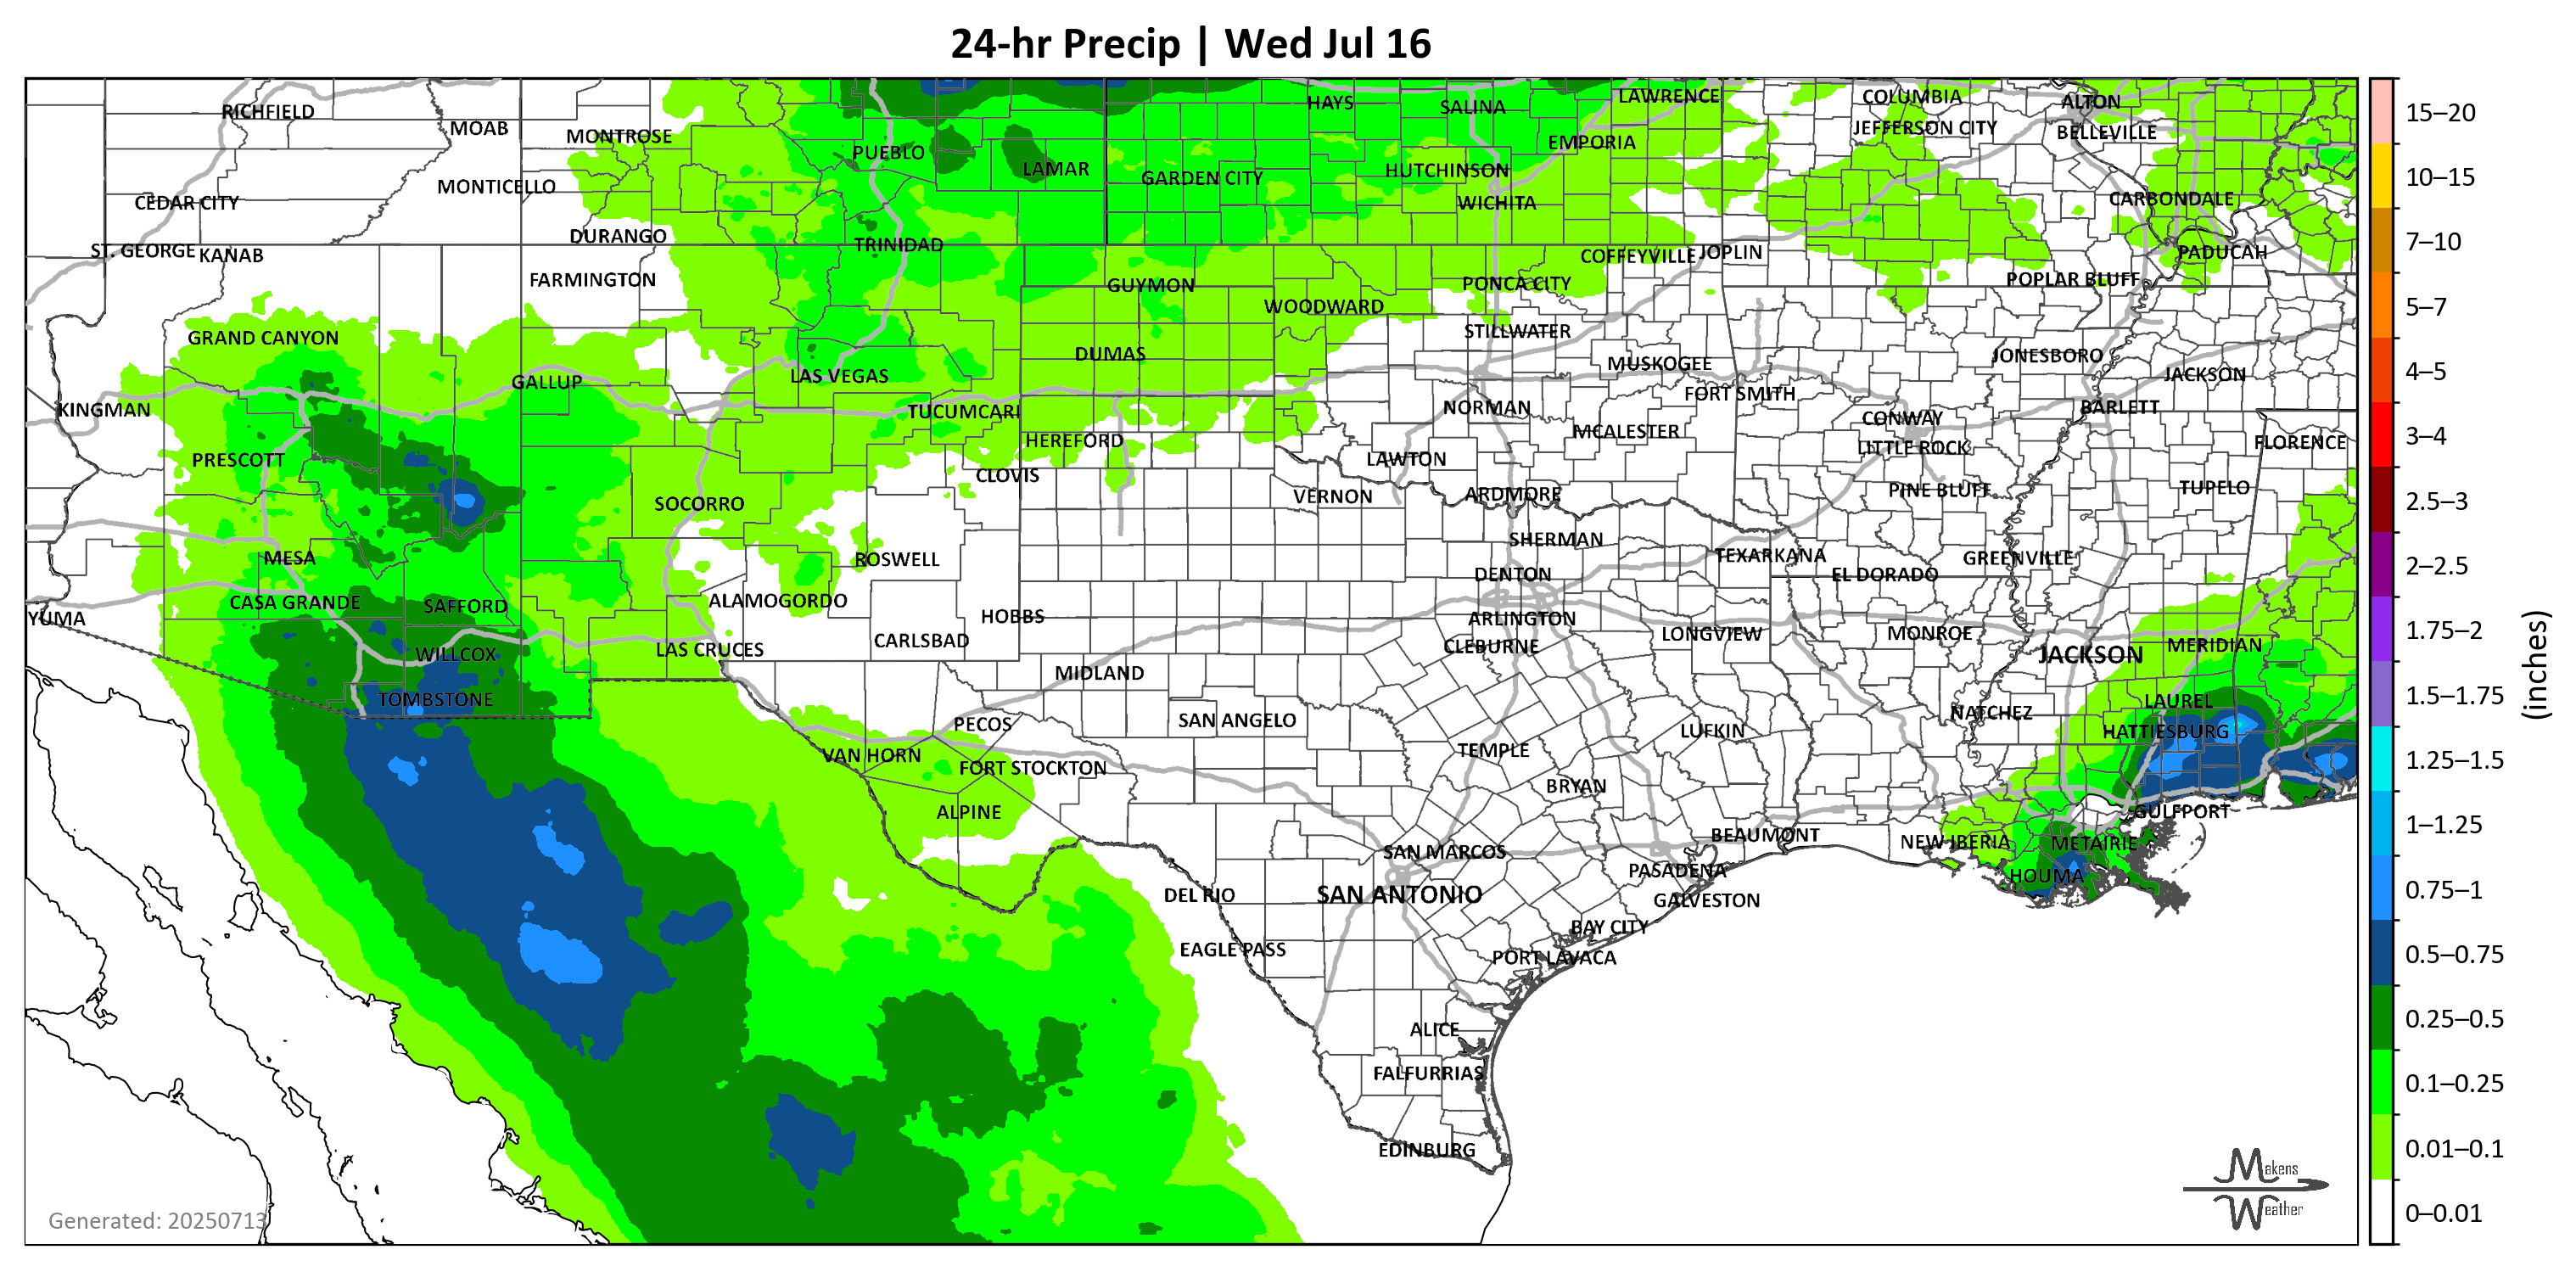 24-hr Precip | Wed Jul 16
RICHFIELD
MOAB
MONTROSE
PUEBLO
LAMAR
HAYS
SALINA
LAWRENCE
COLUMBIA
ALTON
JEFFERSON CITY
BELLEVILLE
EMPORIA
HUTCHINSON
GARDEN CITY
MONTICELLO
CEDAR CITY
WICHITA
CARBONDALE
DURANGO
TRINIDAD
ST. GEORGE
KANAB
COFFEYVILLE
JOPLIN
PADUCAH
FARMINGTON
GUYMON
PONCA CITY
POPLAR BLUFF
WOODWARD
GRAND CANYON
STILLWATER
DUMAS
JONESBORO
MUSKOGEE
LAS VEGAS
JACKSON
GALLUP
FORT SMITH
KINGMAN
TUCUMCARI
NORMAN
BARLETT
CONWAY
HEREFORD
MCALESTER
LITTLE ROCK
FLORENCE
PRESCOTT
LAWTON
CLOVIS
VERNON
ARDMORE
PINE BLUFF
TUPELO
SOCORRO
SHERMAN
MESA
ROSWELL
TEXARKANA
GREENVILLE
DENTON
EL DORADO
CASA GRANDE
SAFFORD
ALAMOGORDO
YUMA
HOBBS
ARLINGTON
LONGVIEW
MONROE
CARLSBAD
CLEBURNE
LAS CRUCES
WILLCOX
JACKSON
MERIDIAN
MIDLAND
TOMBSTONE
LAUREL
NATCHEZ
PECOS
SAN ANGELO
LUFKIN
HATTIESBURG
VAN HORN
TEMPLE
FORT STOCKTON
BRYAN
ALPINE
GULFPORT
BEAUMONT
NEW IBERIA
METAIRIE
SAN MARCOS
PASADENA
HOUMA
DEL RIO
SAN ANTONIO
GALVESTON
BAY CITY
EAGLE PASS
PORT LAVACA
ALICE
FALFURRIAS
EDINBURG
Generated: 20250713
Makens
Weather
15–20
10–15
7–10
5–7
4–5
3–4
2.5–3
2–2.5
1.75–2
1.5–1.75
1.25–1.5
1–1.25
0.75–1
0.5–0.75
0.25–0.5
0.1–0.25
0.01–0.1
0–0.01
(inches)